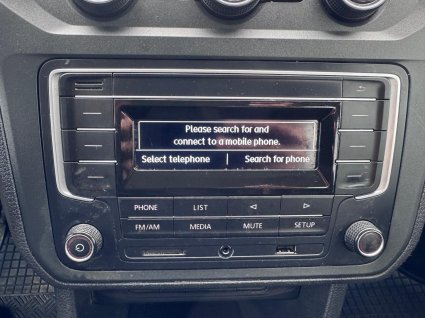 Please search for and
connect to a mobile phone.
Select telephone | Search for phone
PHONE LIST
FM/AM MEDIA MUTE SETUP